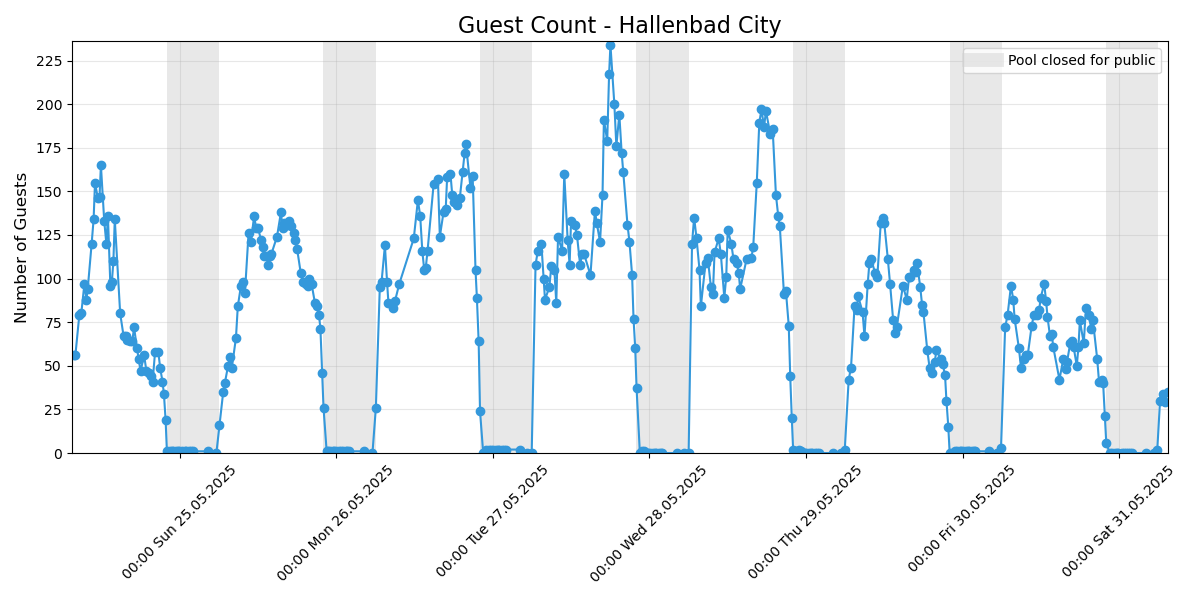 Guest Count - Hallenbad City
Pool closed for public
Number of Guests
225
200
175
150
125
100
75
50
25
0
00:00 Sun 25.05.2025
00:00 Mon 26.05.2025
00:00 Tue 27.05.2025
00:00 Wed 28.05.2025
00:00 Thu 29.05.2025
00:00 Fri 30.05.2025
00:00 Sat 31.05.2025